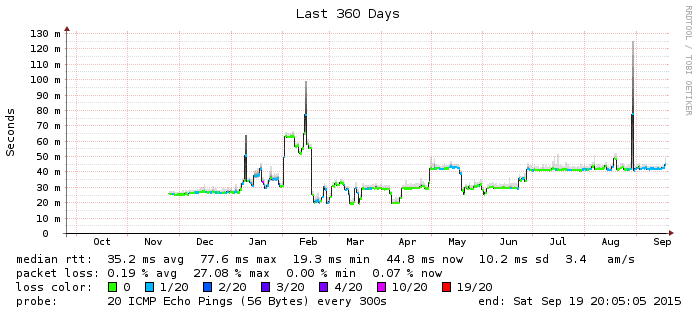 Last 360 Days
RRDTOOL / TOBI OETIKER
Seconds
130 m
120 m
110 m
100 m
90 m
80 m
70 m
60 m
50 m
40 m
30 m
20 m
10 m
0
Oct Nov Dec Jan Feb Mar Apr May Jun Jul Aug Sep
median rtt: 35.2 ms avg 77.6 ms max 19.3 ms min 44.8 ms now 10.2 ms sd 3.4 am/s
packet loss: 0.19 % avg 27.08 % max 0.00 % min 0.07 % now
loss color: 0 1/20 2/20 3/20 4/20 10/20 19/20
probe: 20 ICMP Echo Pings (56 Bytes) every 300s end: Sat Sep 19 20:05:05 2015